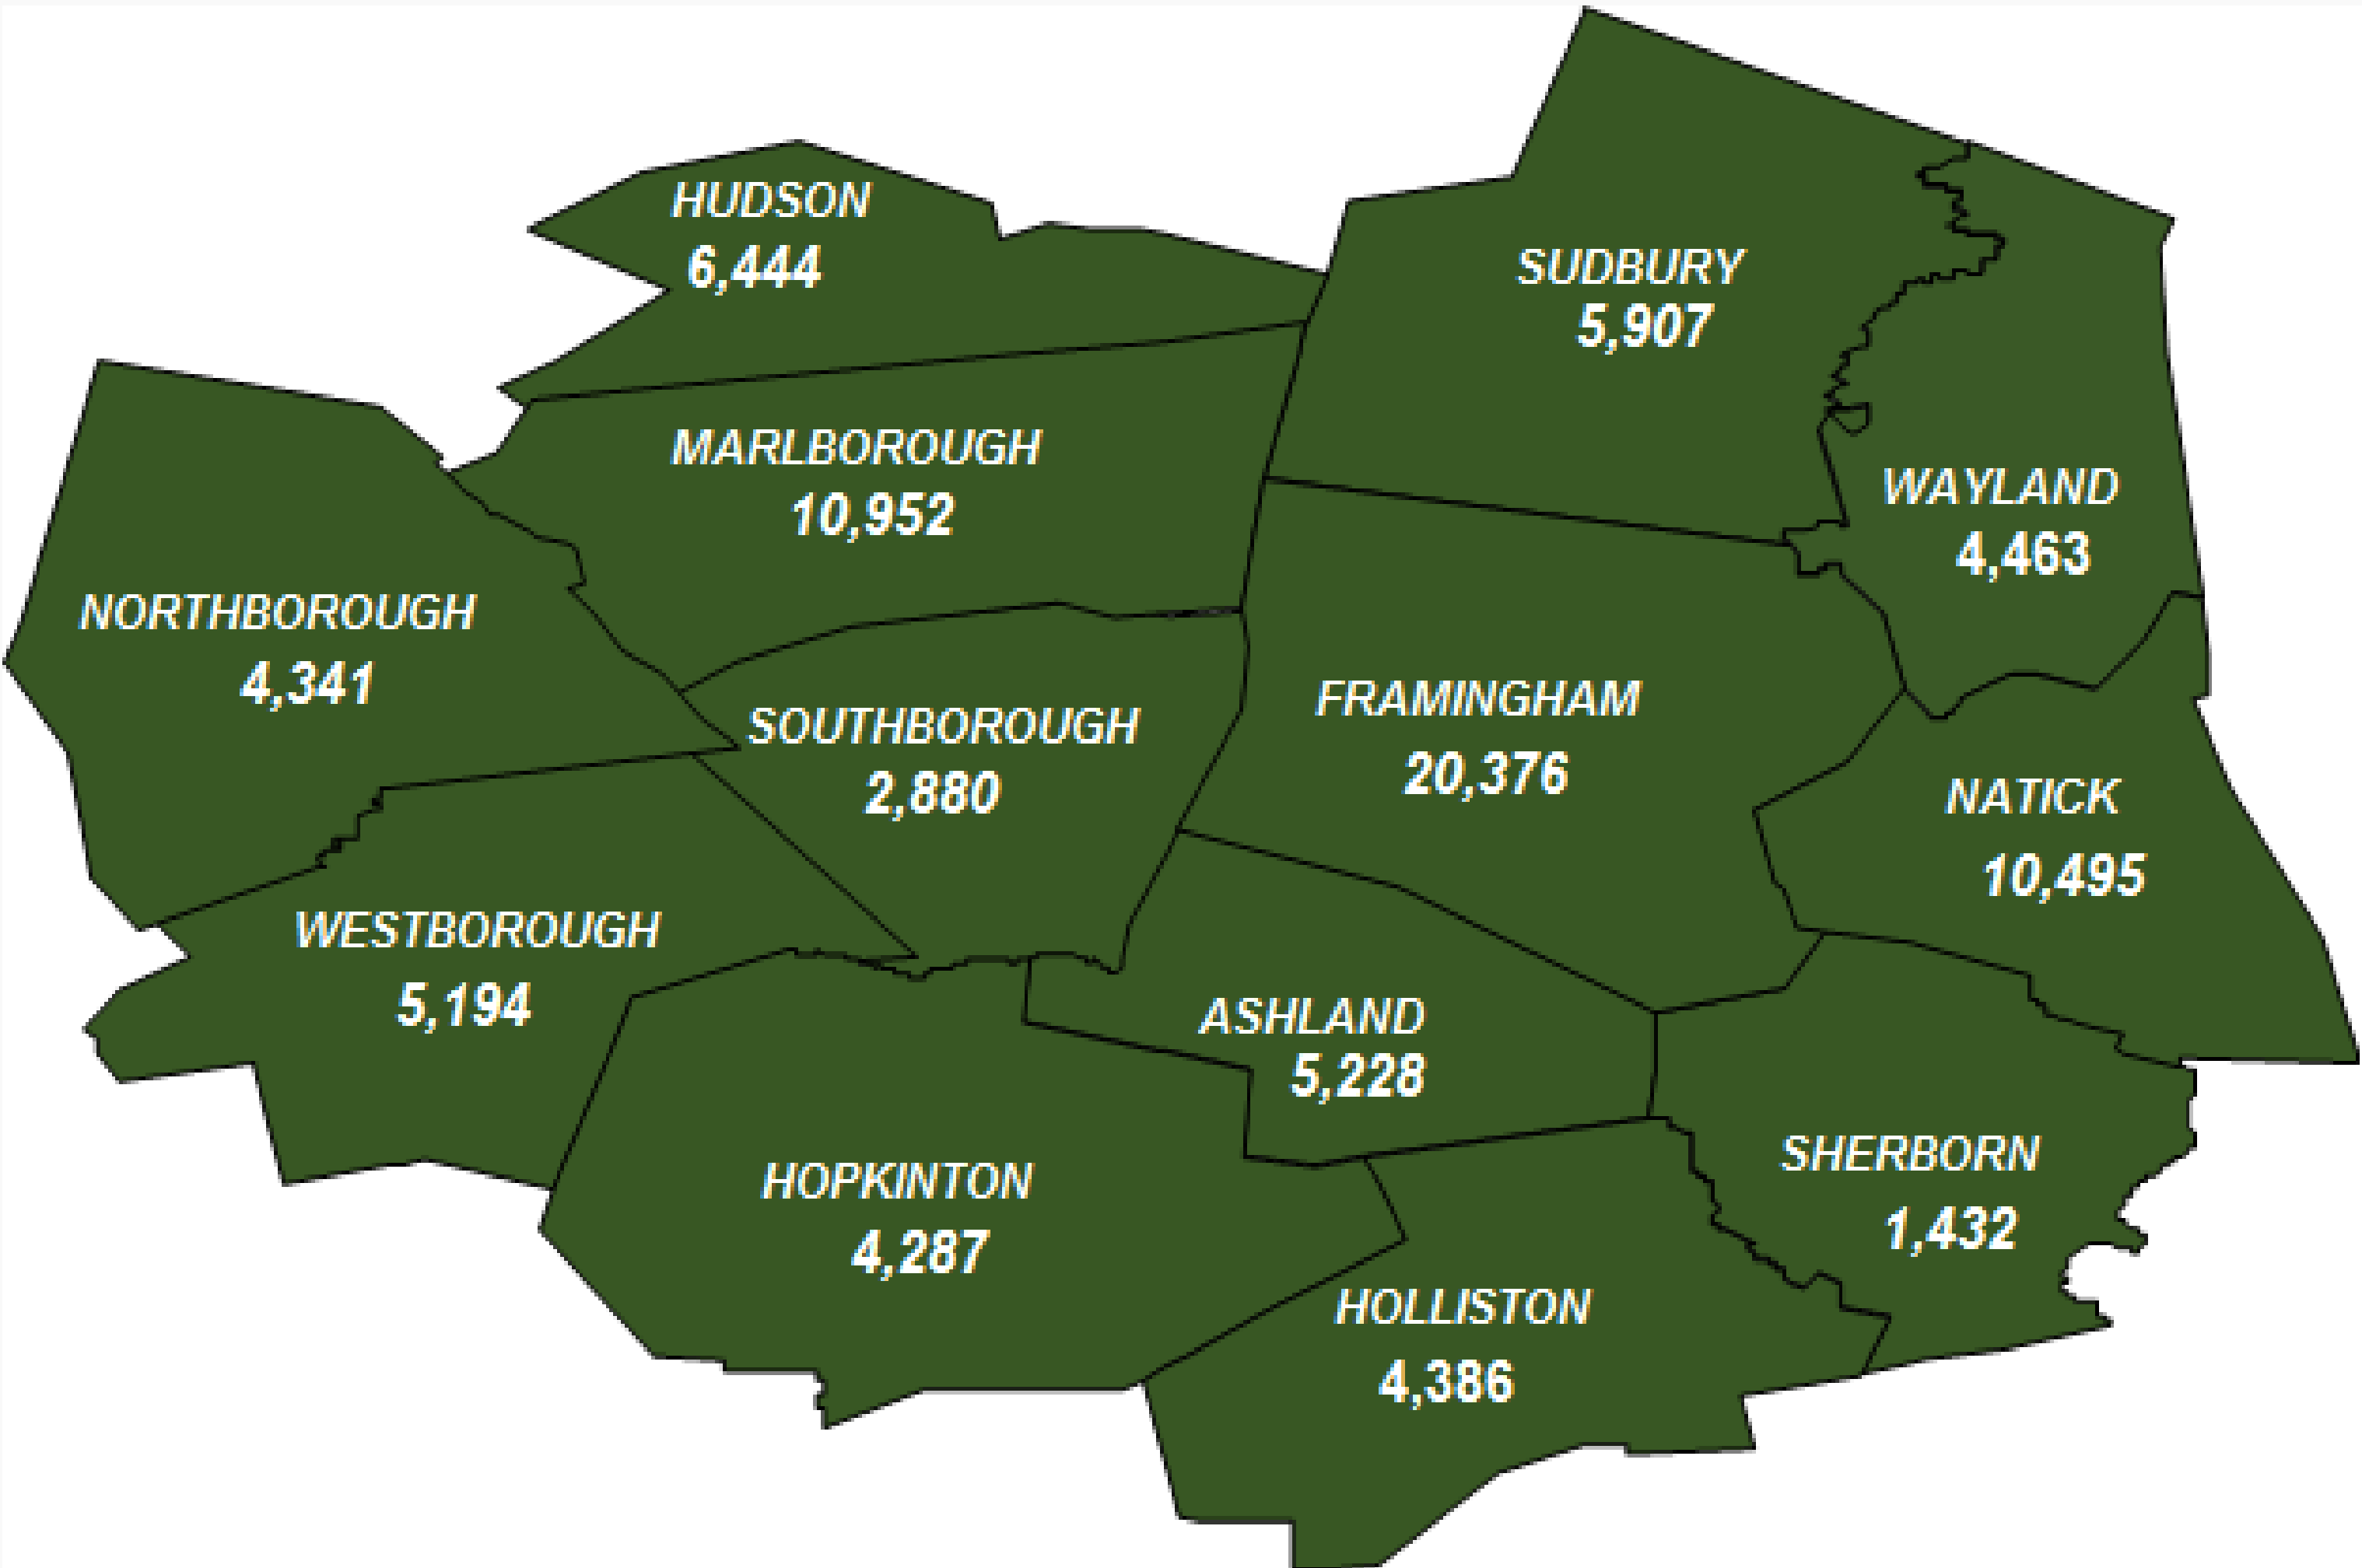 HUDSON
6,444
SUDBURY
5,907
MARLBOROUGH
10,952
WAYLAND
4,463
NORTHBOROUGH
4,341
SOUTHBOROUGH
2,880
FRAMINGHAM
20,376
NATICK
10,495
WESTBOROUGH
5,194
ASHLAND
5,228
HOPKINTON
4,287
SHERBORN
1,432
HOLLISTON
4,386